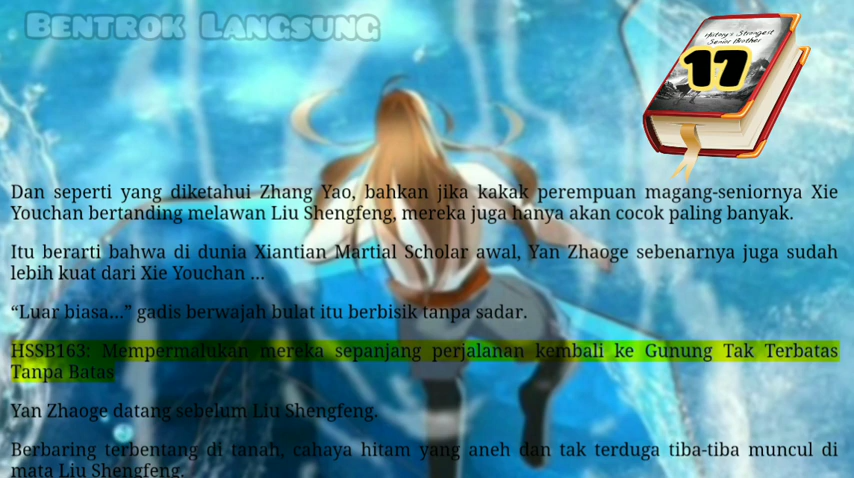 Bentrok Langsung
History's Strongest
Senior Brother
17
Dan seperti yang diketahui Zhang Yao, bahkan jika kakak perempuan magang-seniornya Xie
Youchan bertanding melawan Liu Shengfeng, mereka juga hanya akan cocok paling banyak.
Itu berarti bahwa di dunia Xiantian Martial Scholar awal, Yan Zhaoge sebenarnya juga sudah
lebih kuat dari Xie Youchan ...
“Luar biasa...” gadis berwajah bulat itu berbisik tanpa sadar.
HSSB163: Mempermalukan mereka sepanjang perjalanan kembali ke Gunung Tak Terbatas
Tanpa Batas
Yan Zhaoge datang sebelum Liu Shengfeng.
Berbaring terbentang di tanah, cahaya hitam yang aneh dan tak terduga tiba-tiba muncul di
mata Liu Shengfeng.